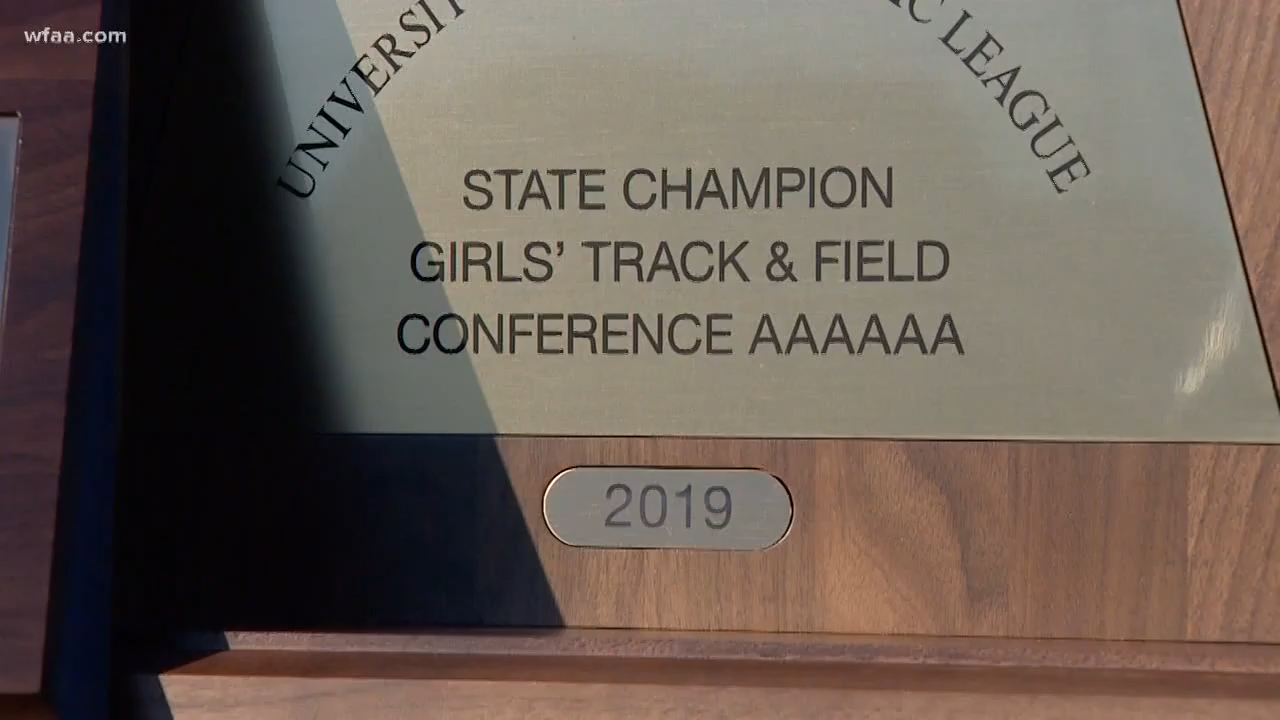 wfaa.com
LEAGUE
STATE CHAMPION
GIRLS’ TRACK & FIELD
CONFERENCE AAAAAA
2019